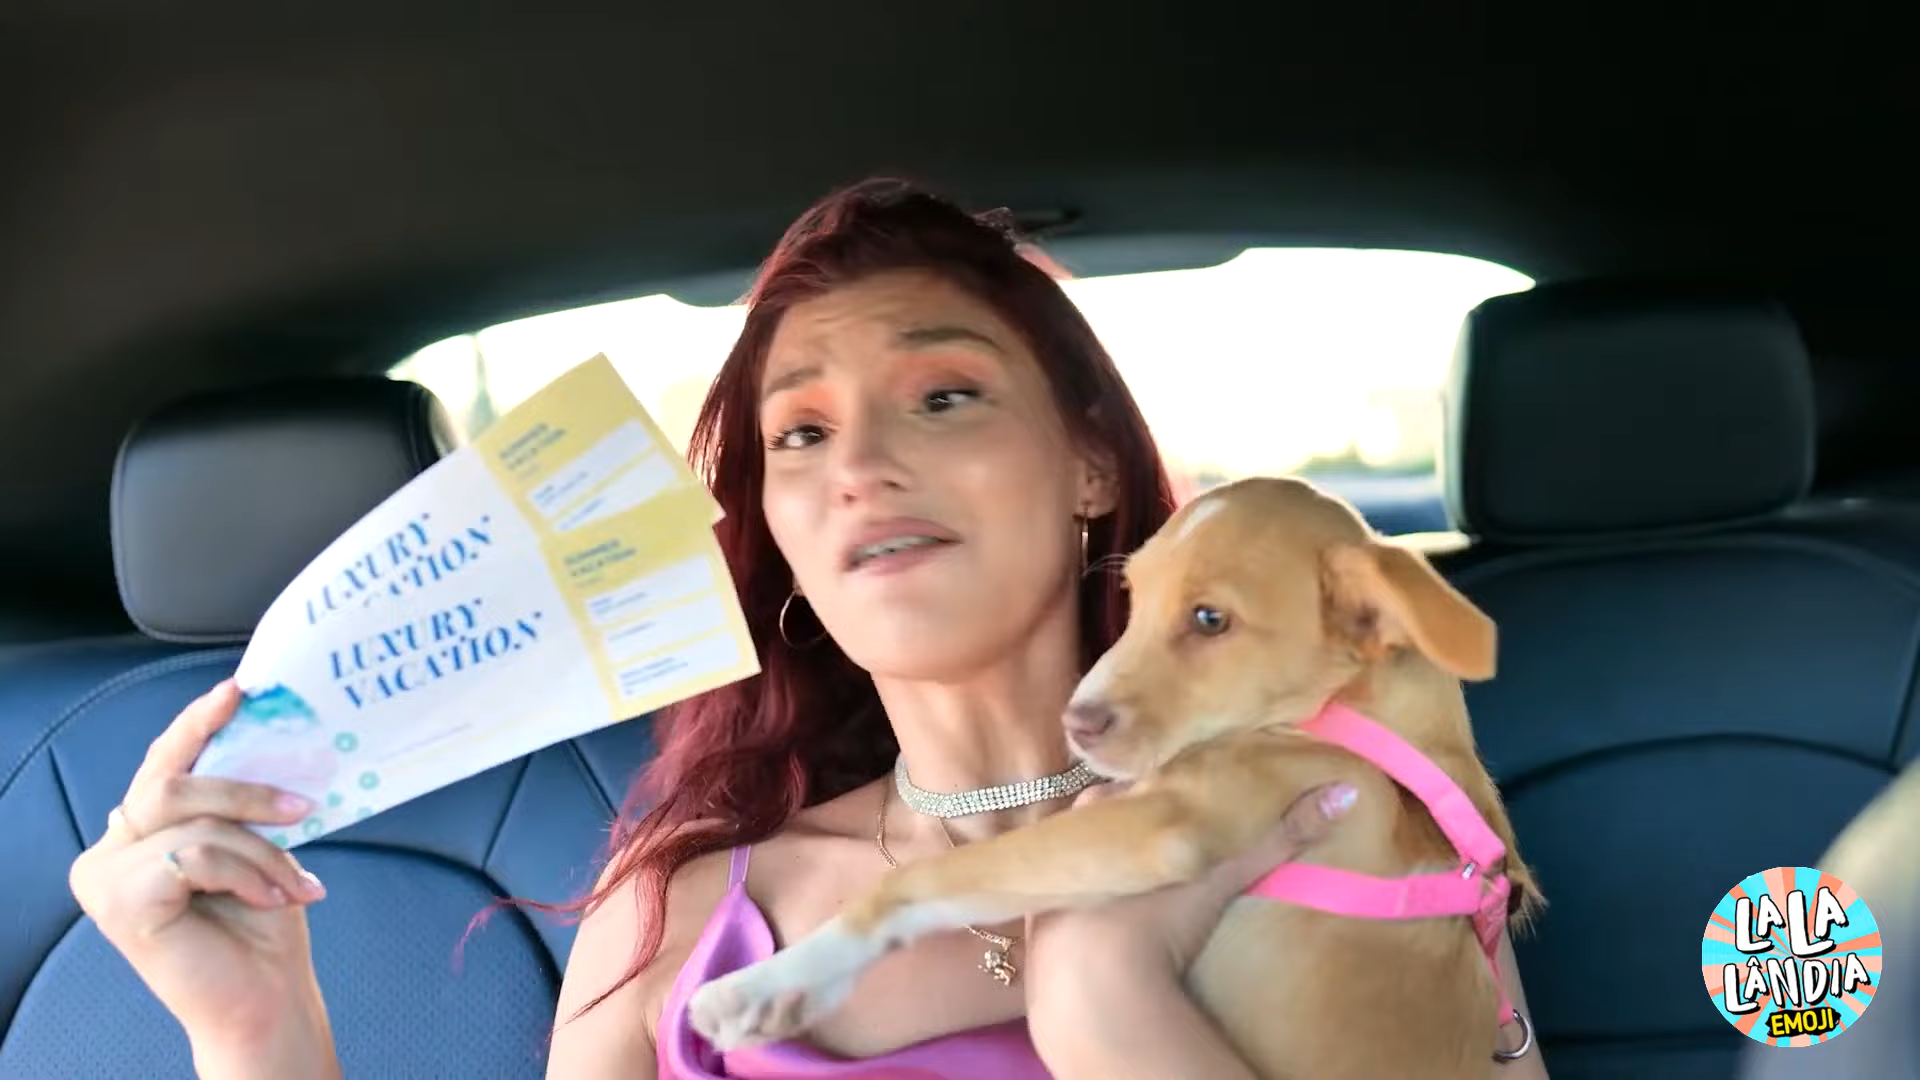 LUXURY
VACATION
SUMMER
VACATION
LUXURY
VACATION
SUMMER
VACATION
LA LA
LÂNDIA
EMOJI